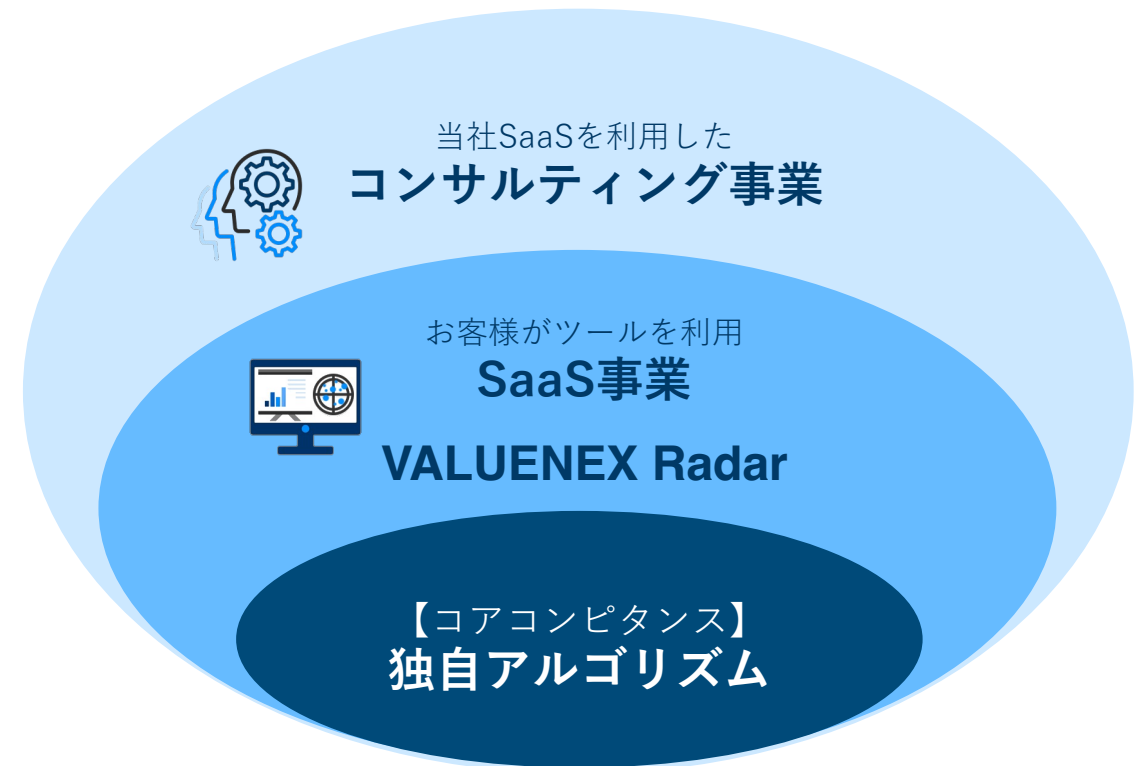 当社SaaSを利用した
コンサルティング事業
お客様がツールを利用
SaaS事業
VALUENEX Radar
【コアコンピタンス】
独自アルゴリズム